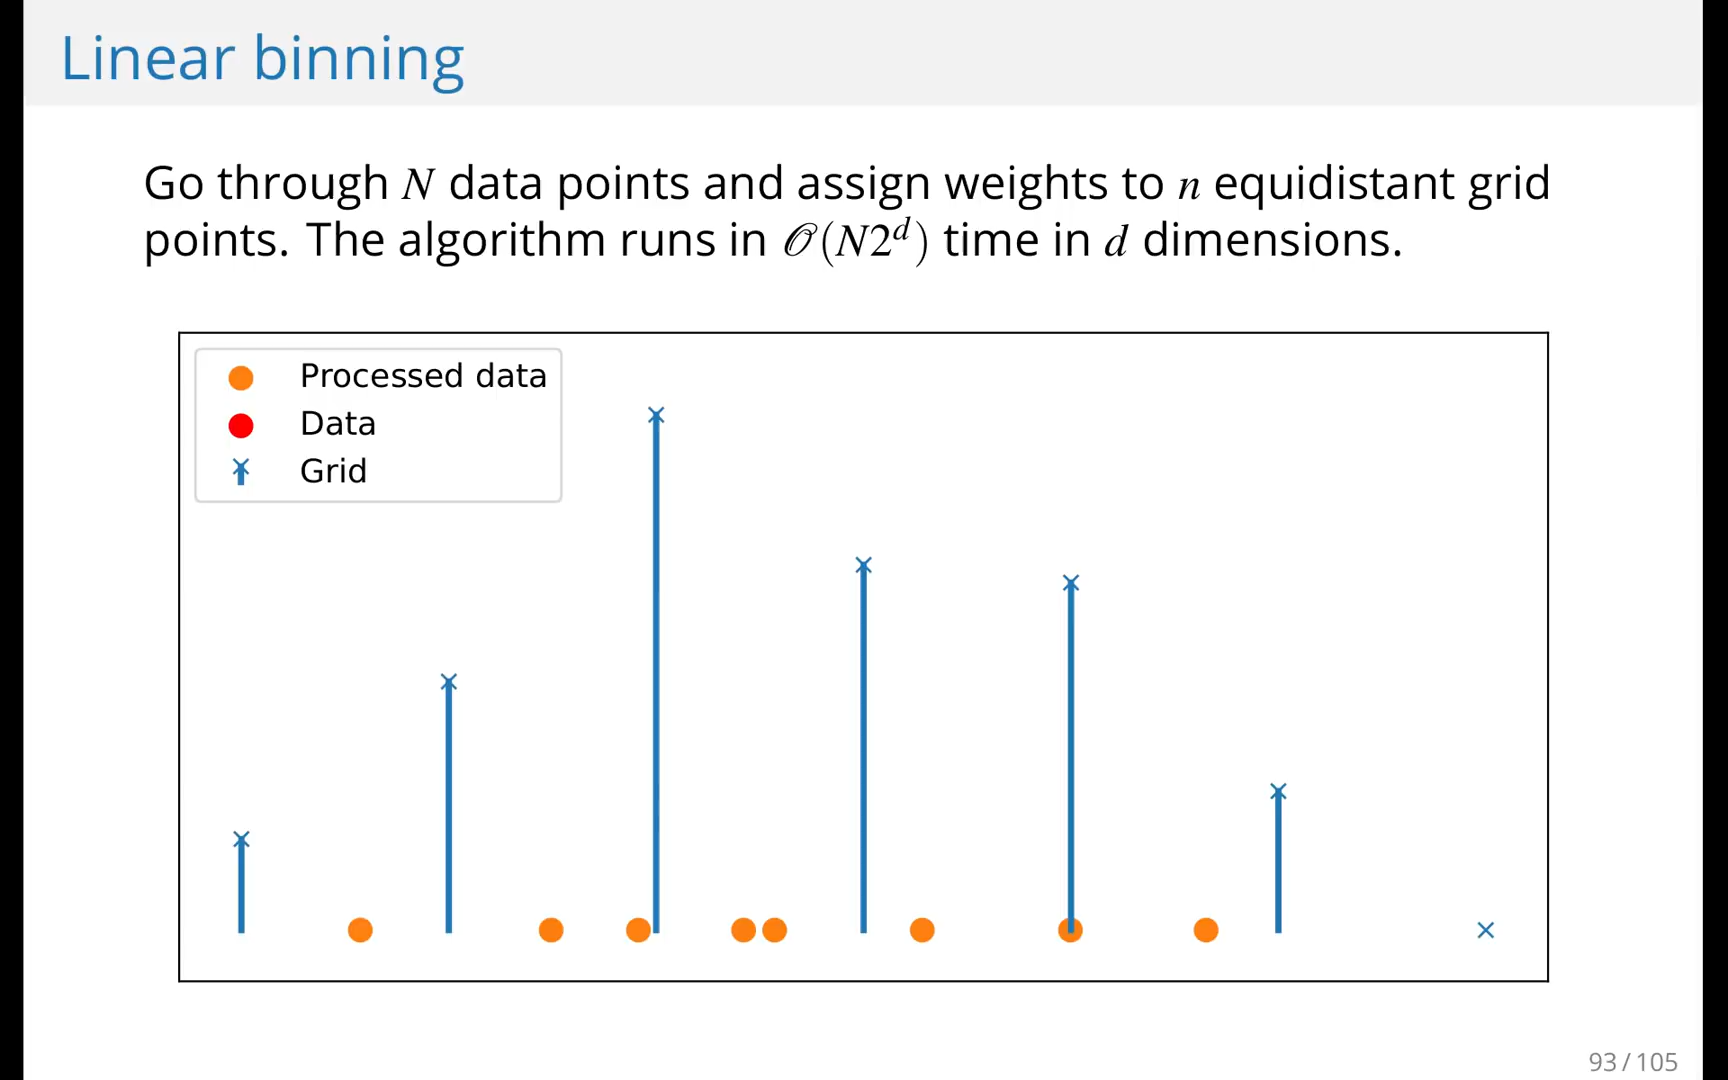 Linear binning
Go through N data points and assign weights to n equidistant grid
points. The algorithm runs in 𝒪(N2^d) time in d dimensions.
Processed data
Data
Grid
93 / 105